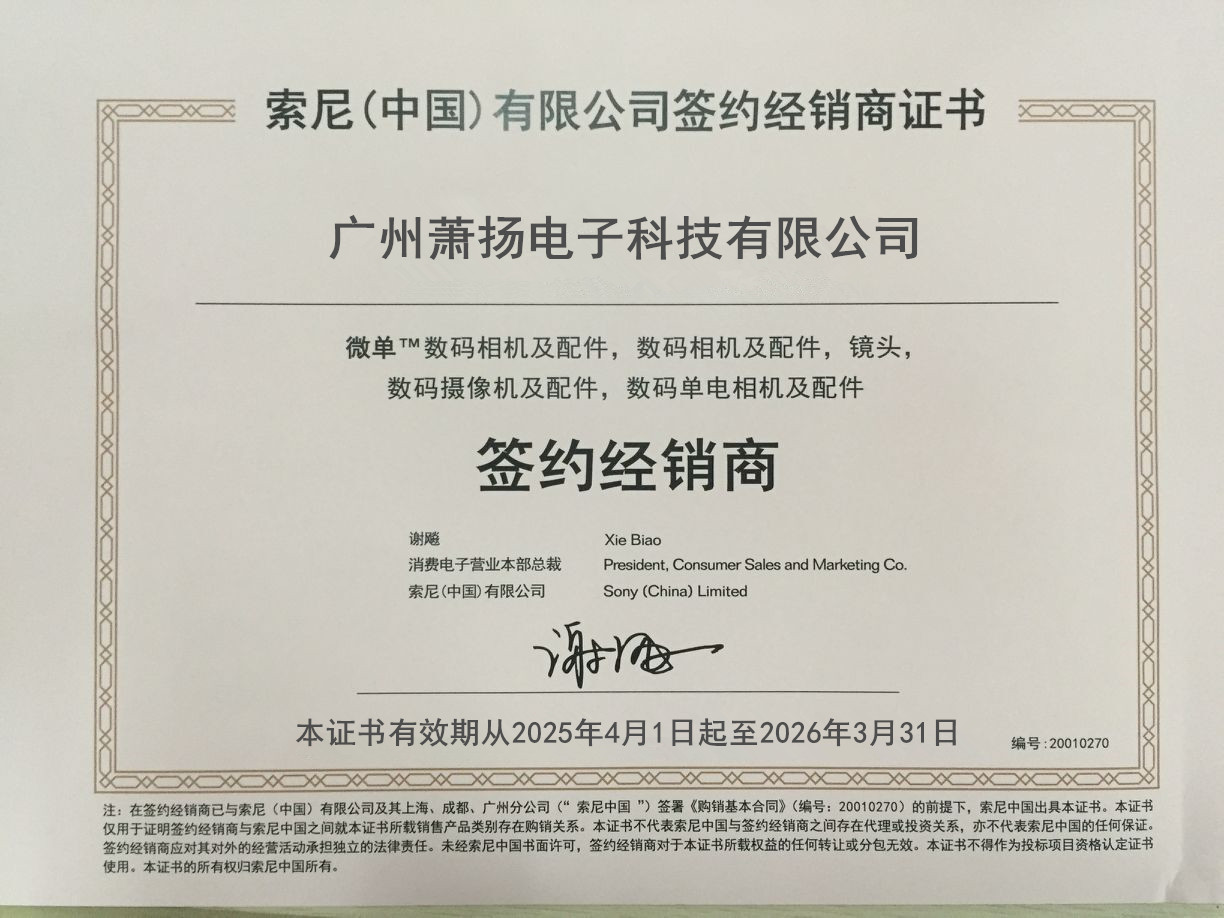 索尼(中国)有限公司签约经销商证书
广州萧扬电子科技有限公司
微单™数码相机及配件，数码相机及配件，镜头，
数码摄像机及配件，数码单电相机及配件
签约经销商
谢飚 Xie Biao
消费电子营业本部总裁 President, Consumer Sales and Marketing Co.
索尼(中国)有限公司 Sony (China) Limited
谢飚
本证书有效期从2025年4月1日起至2026年3月31日
编号:20010270
注：在签约经销商已与索尼（中国）有限公司及其上海、成都、广州分公司（“ 索尼中国 ”）签署《购销基本合同》（编号：20010270）的前提下，索尼中国出具本证书。本证书
仅用于证明签约经销商与索尼中国之间就本证书所载销售产品类别存在购销关系。本证书不代表索尼中国与签约经销商之间存在代理或投资关系，亦不代表索尼中国的任何保证。
签约经销商应对其对外的经营活动承担独立的法律责任。未经索尼中国书面许可，签约经销商对于本证书所载权益的任何转让或分包无效。本证书不得作为投标项目资格认定证书
使用。本证书的所有权归索尼中国所有。